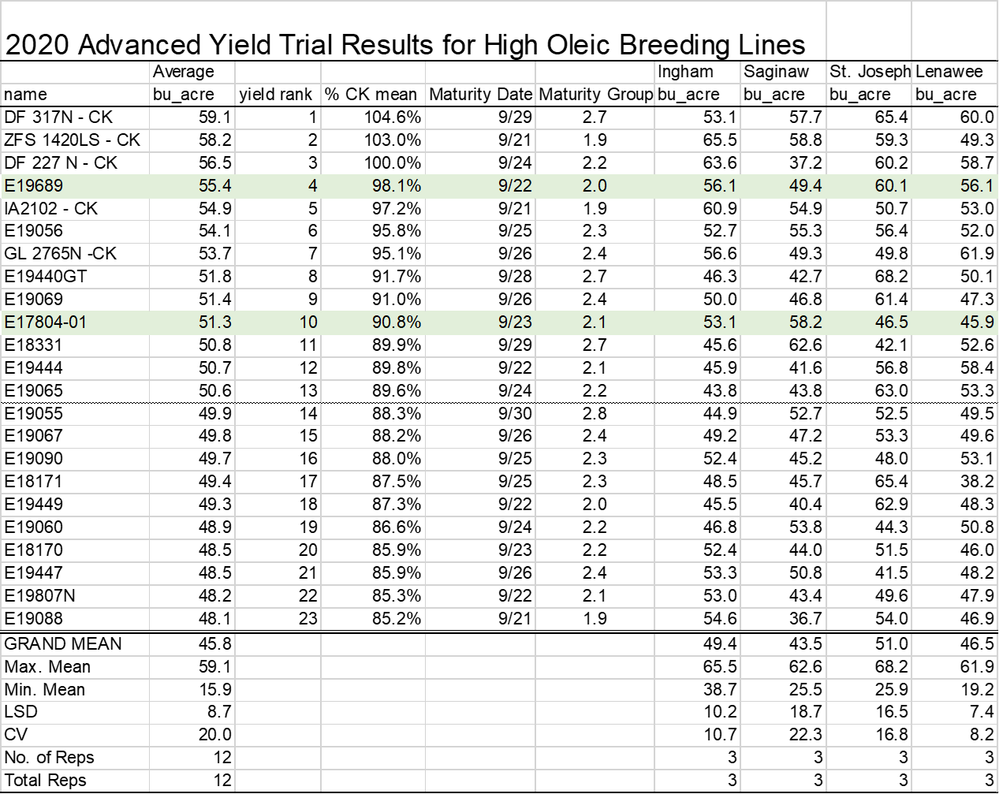 2020 Advanced Yield Trial Results for High Oleic Breeding Lines
Average Ingham Saginaw St. Joseph Lenawee
name bu_acre yield rank % CK mean Maturity Date Maturity Group bu_acre bu_acre bu_acre bu_acre
DF 317N - CK 59.1 1 104.6% 9/29 2.7 53.1 57.7 65.4 60.0
ZFS 1420LS - CK 58.2 2 103.0% 9/21 1.9 65.5 58.8 59.3 49.3
DF 227 N - CK 56.5 3 100.0% 9/24 2.2 63.6 37.2 60.2 58.7
E19689 55.4 4 98.1% 9/22 2.0 56.1 49.4 60.1 56.1
IA2102 - CK 54.9 5 97.2% 9/21 1.9 60.9 54.9 50.7 53.0
E19056 54.1 6 95.8% 9/25 2.3 52.7 55.3 56.4 52.0
GL 2765N -CK 53.7 7 95.1% 9/26 2.4 56.6 49.3 49.8 61.9
E19440GT 51.8 8 91.7% 9/28 2.7 46.3 42.7 68.2 50.1
E19069 51.4 9 91.0% 9/26 2.4 50.0 46.8 61.4 47.3
E17804-01 51.3 10 90.8% 9/23 2.1 53.1 58.2 46.5 45.9
E18331 50.8 11 89.9% 9/29 2.7 45.6 62.6 42.1 52.6
E19444 50.7 12 89.8% 9/22 2.1 45.9 41.6 56.8 58.4
E19065 50.6 13 89.6% 9/24 2.2 43.8 43.8 63.0 53.3
E19055 49.9 14 88.3% 9/30 2.8 44.9 52.7 52.5 49.5
E19067 49.8 15 88.2% 9/26 2.4 49.2 47.2 53.3 49.6
E19090 49.7 16 88.0% 9/25 2.3 52.4 45.2 48.0 53.1
E18171 49.4 17 87.5% 9/25 2.3 48.5 45.7 65.4 38.2
E19449 49.3 18 87.3% 9/22 2.0 45.5 40.4 62.9 48.3
E19060 48.9 19 86.6% 9/24 2.2 46.8 53.8 44.3 50.8
E18170 48.5 20 85.9% 9/23 2.2 52.4 44.0 51.5 46.0
E19447 48.5 21 85.9% 9/26 2.4 53.3 50.8 41.5 48.2
E19807N 48.2 22 85.3% 9/22 2.1 53.0 43.4 49.6 47.9
E19088 48.1 23 85.2% 9/21 1.9 54.6 36.7 54.0 46.9
GRAND MEAN 45.8 49.4 43.5 51.0 46.5
Max. Mean 59.1 65.5 62.6 68.2 61.9
Min. Mean 15.9 38.7 25.5 25.9 19.2
LSD 8.7 10.2 18.7 16.5 7.4
CV 20.0 10.7 22.3 16.8 8.2
No. of Reps 12 3 3 3 3
Total Reps 12 3 3 3 3